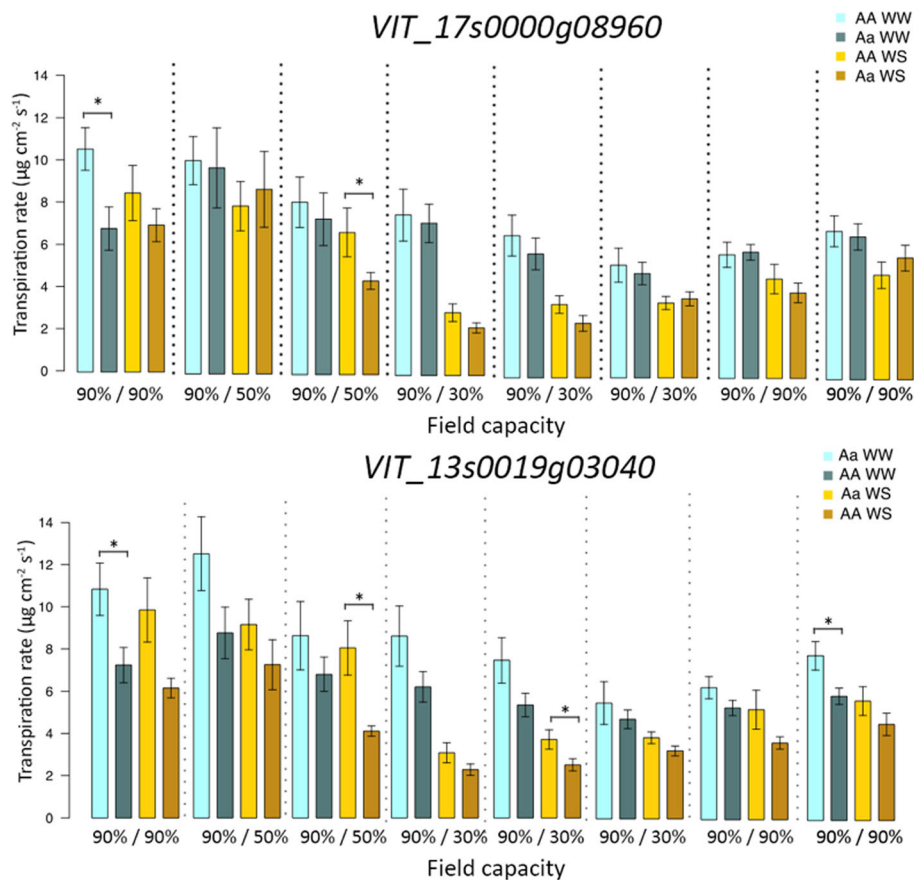 VIT_17s0000g08960
AA WW
Aa WW
AA WS
Aa WS
Transpiration rate (µg cm⁻² s⁻¹)
14
12
10
8
6
4
2
0
*
*
90% / 90% 90% / 50% 90% / 50% 90% / 30% 90% / 30% 90% / 30% 90% / 90% 90% / 90%
Field capacity
VIT_13s0019g03040
Aa WW
AA WW
Aa WS
AA WS
Transpiration rate (µg cm⁻² s⁻¹)
14
12
10
8
6
4
2
0
*
*
*
*
90% / 90% 90% / 50% 90% / 50% 90% / 30% 90% / 30% 90% / 30% 90% / 90% 90% / 90%
Field capacity